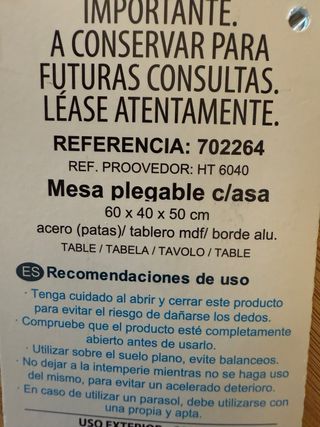 IMPORTANTE.
A CONSERVAR PARA
FUTURAS CONSULTAS.
LÉASE ATENTAMENTE.
REFERENCIA: 702264
REF. PROOVEDOR: HT 6040
Mesa plegable c/asa
60 x 40 x 50 cm
acero (patas)/ tablero mdf/ borde alu.
TABLE / TABELA / TAVOLO / TABLE
ES Recomendaciones de uso
· Tenga cuidado al abrir y cerrar este producto
para evitar el riesgo de dañarse los dedos.
· Compruebe que el producto esté completamente
abierto antes de usarlo.
· Utilizar sobre el suelo plano, evite balanceos.
· No dejar a la intemperie mientras no se haga uso
del mismo, para evitar un acelerado deterioro.
· En caso de utilizar un parasol, debe utilizarse con
una propia y apta.
USO EXTERIOR